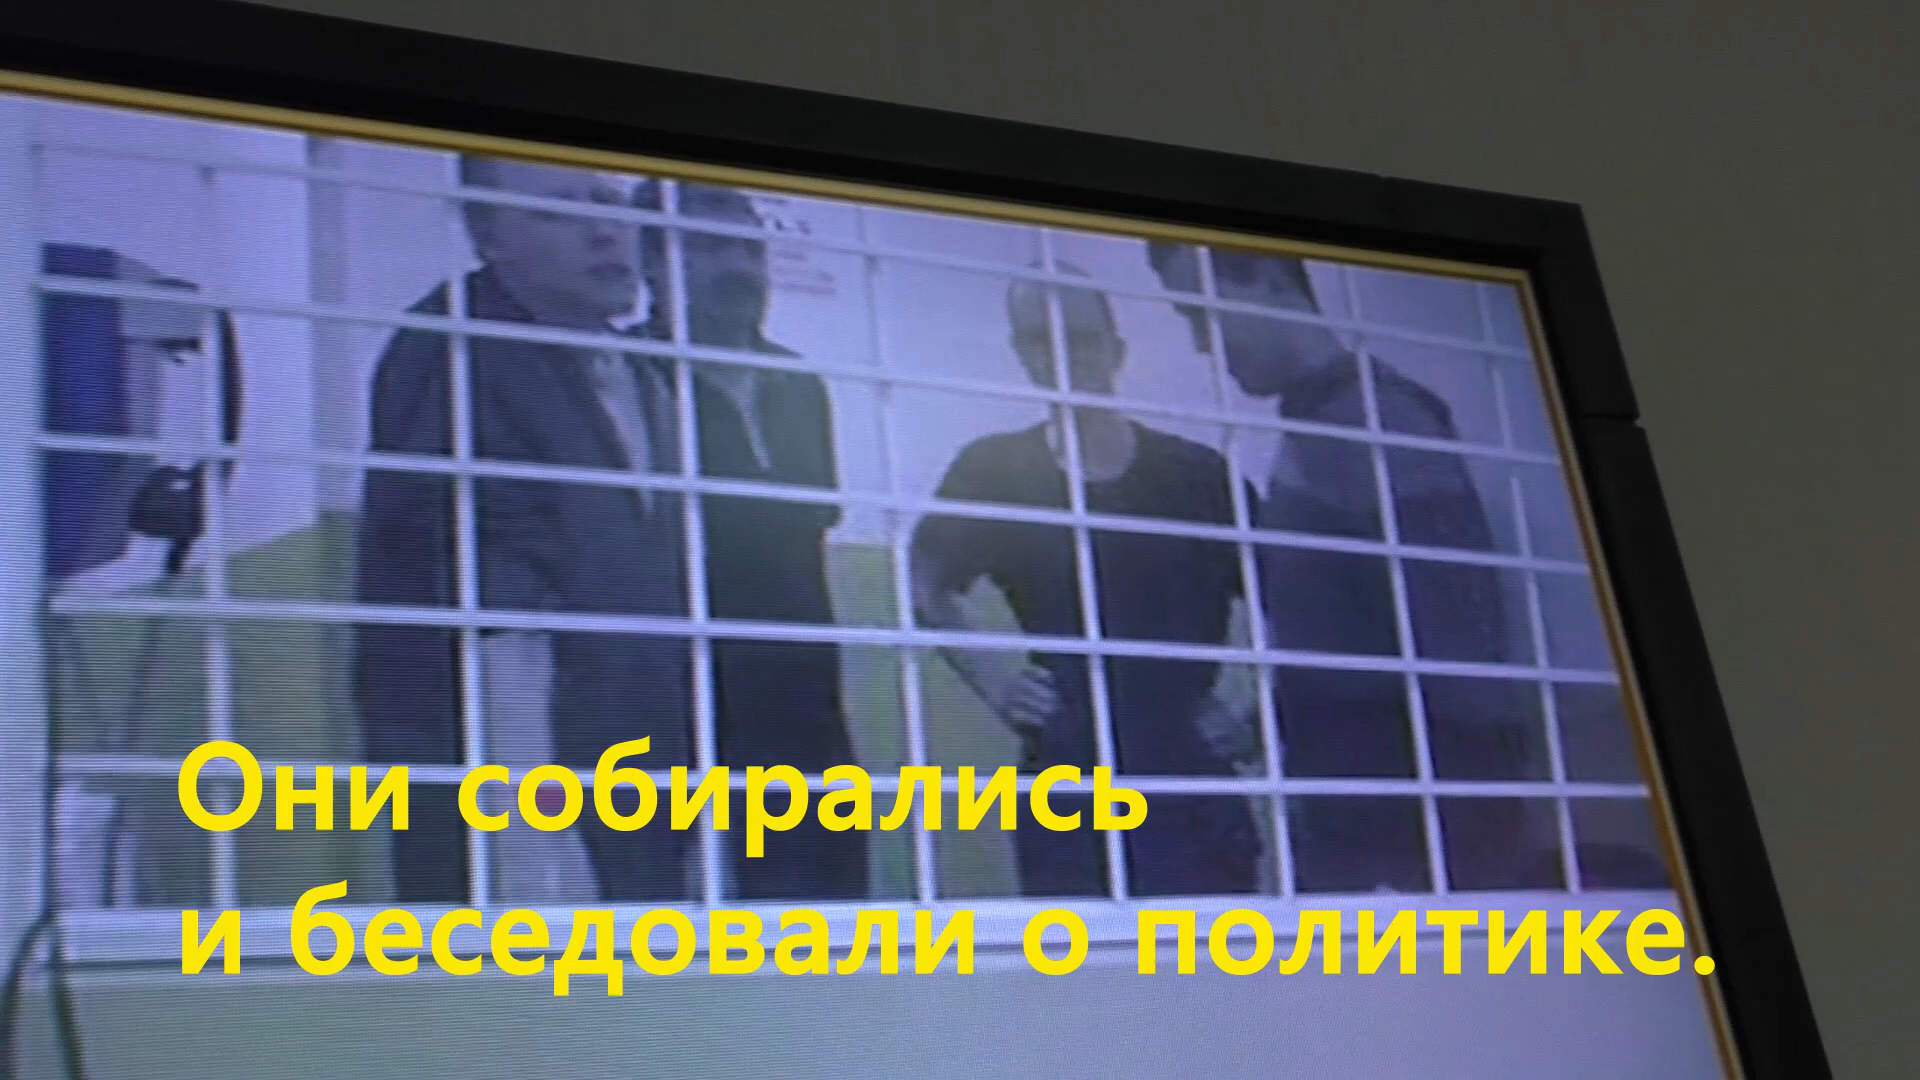 Они собирались
и беседовали о политике.